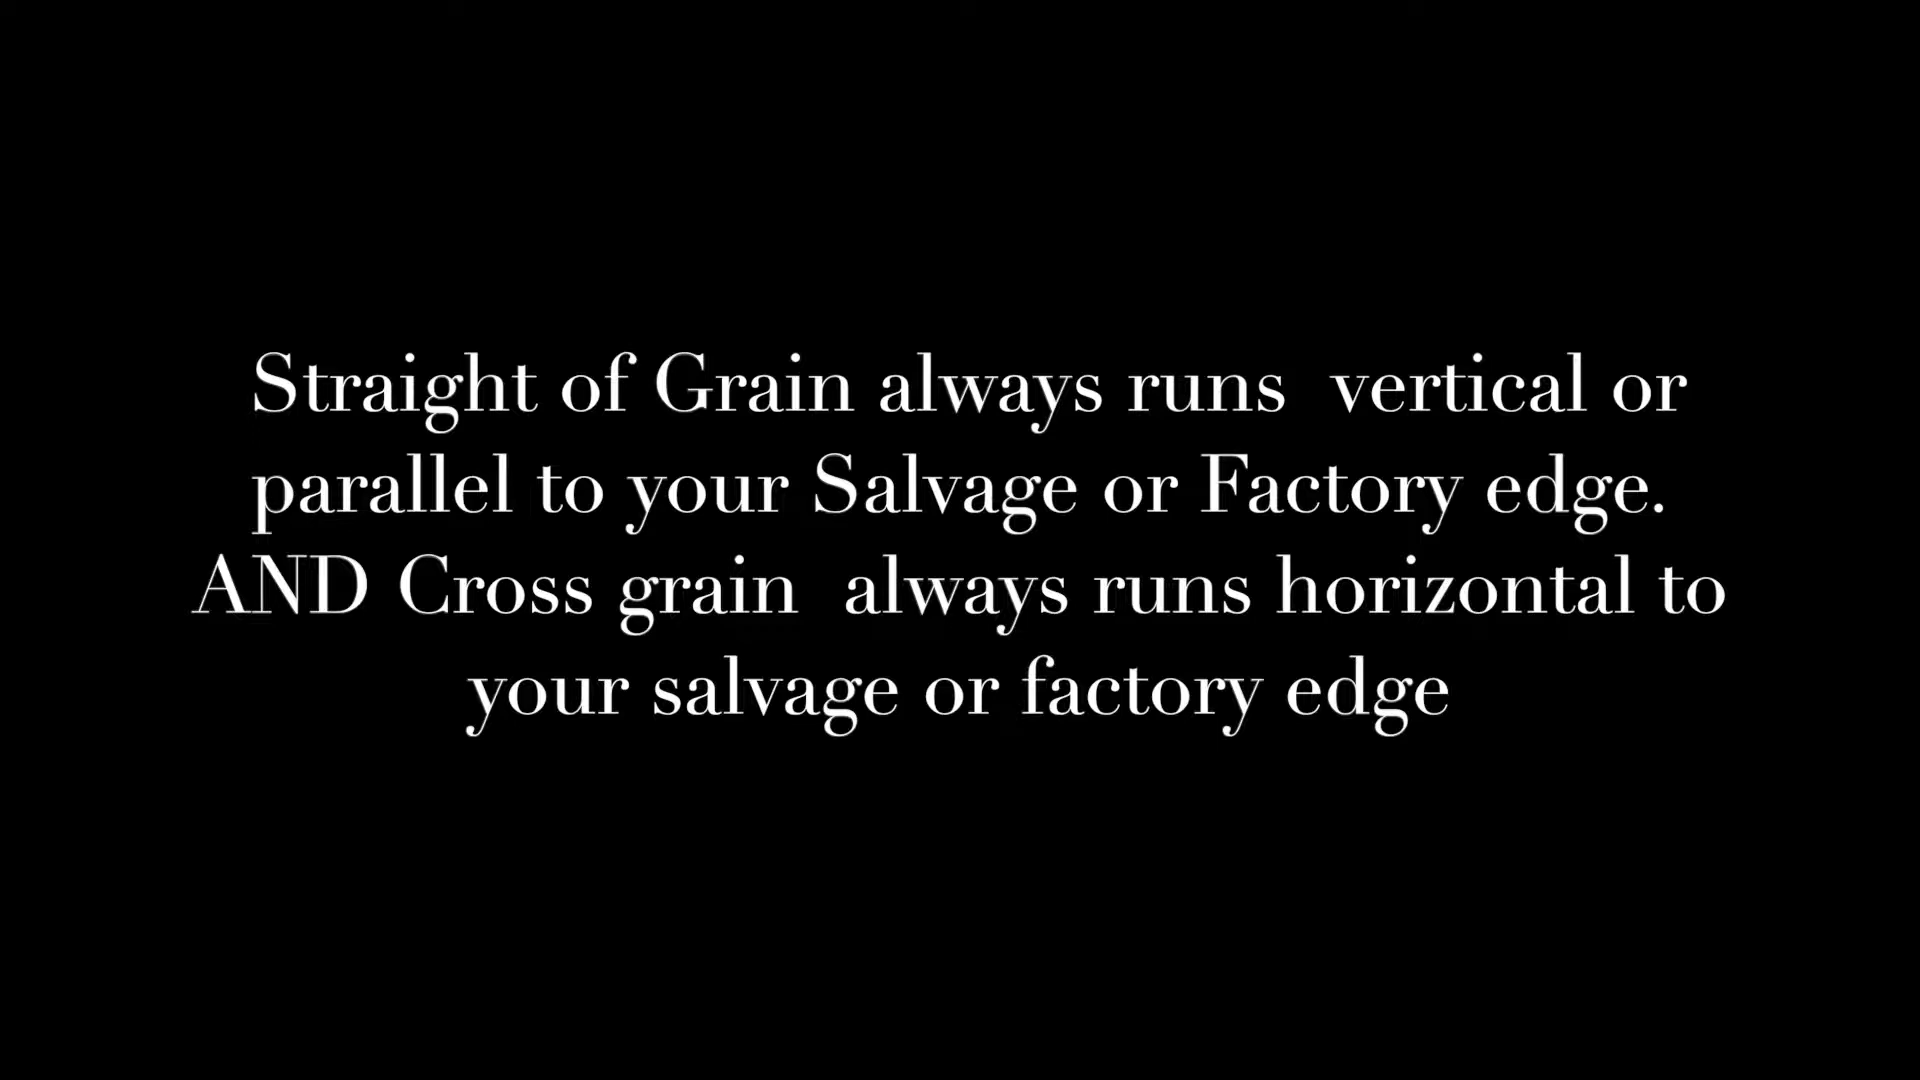 Straight of Grain always runs  vertical or
parallel to your Salvage or Factory edge.
AND Cross grain  always runs horizontal to
your salvage or factory edge